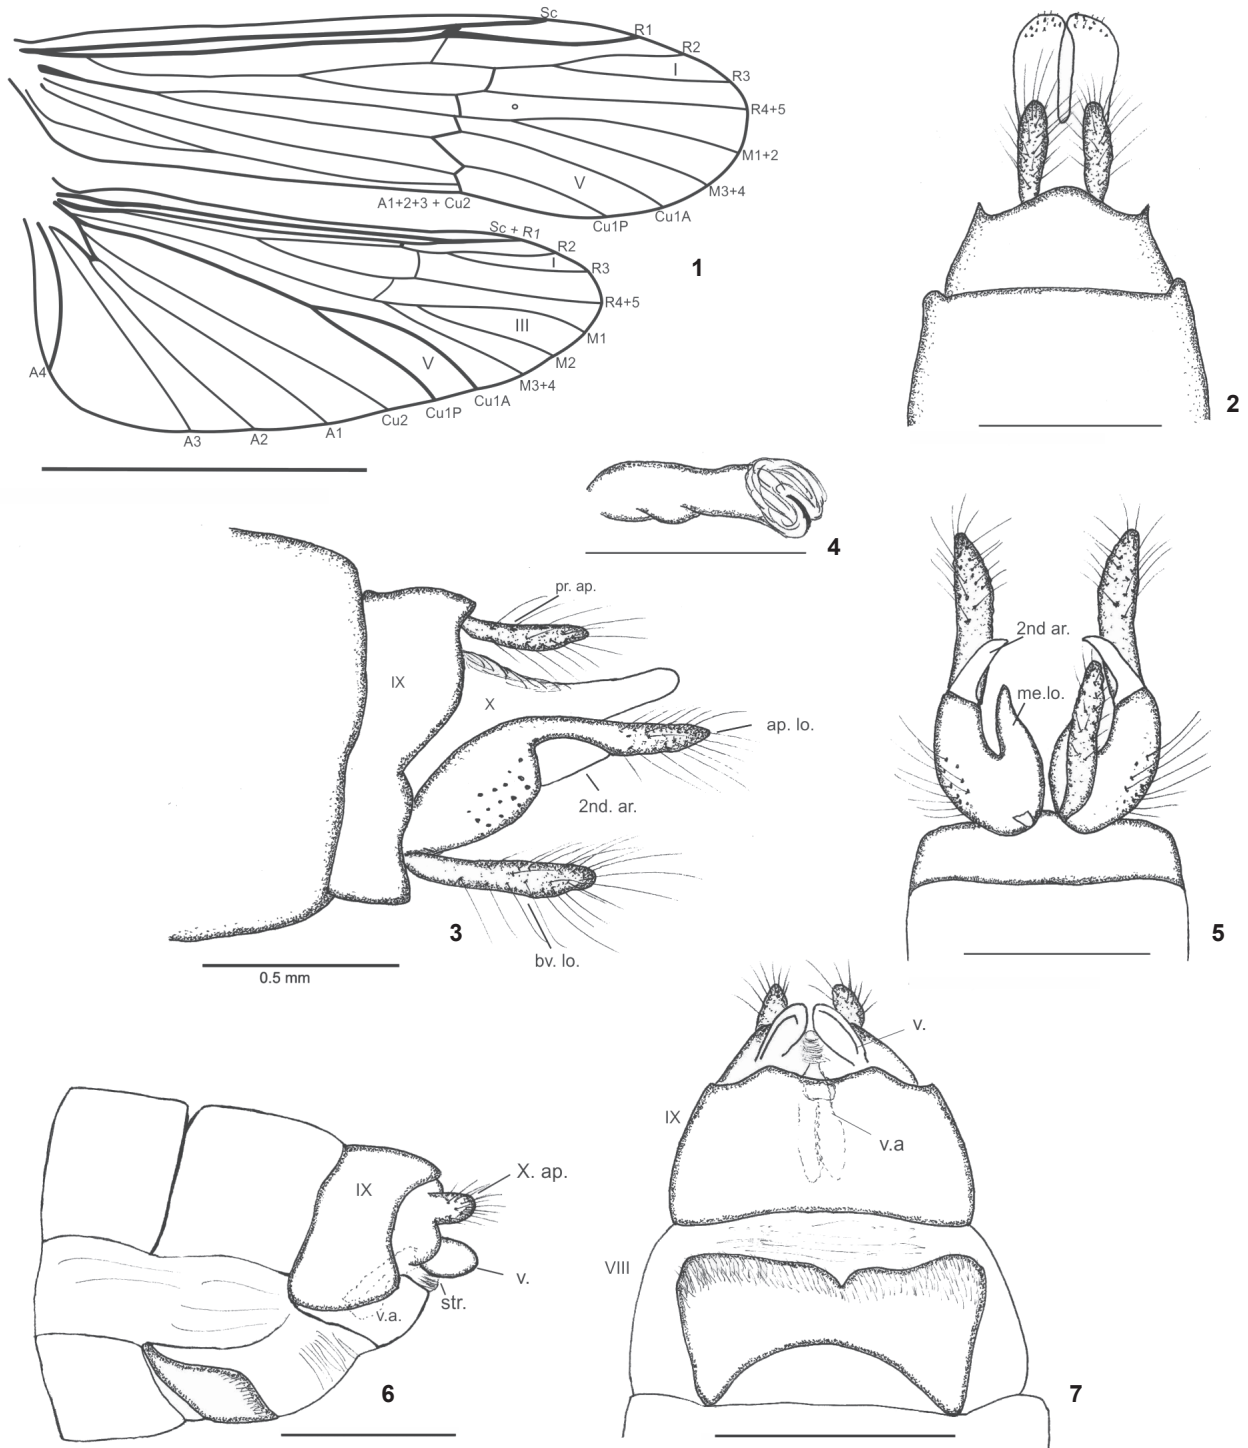 Sc
R1
R2
I
R3
R4+5
M1+2
M3+4
V
Cu1A
Cu1P
A1+2+3 + Cu2
Sc + R1
R2
I
R3
R4+5
III
M1
M2
V
M3+4
Cu1A
Cu1P
Cu2
A1
A2
A3
A4
1
2
4
pr. ap.
IX
X
ap. lo.
2nd. ar.
bv. lo.
3
0.5 mm
2nd ar.
me.lo.
5
IX
X. ap.
v.
str.
v.a.
6
v.
IX
v.a
VIII
7